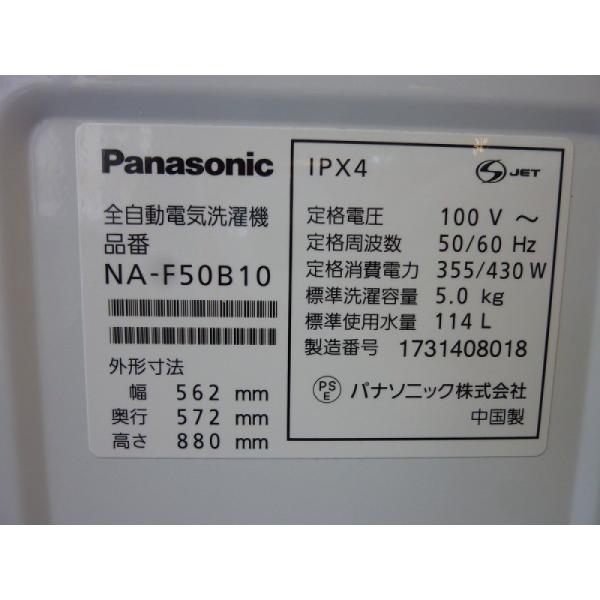 Panasonic
全自動電気洗濯機
品番
NA-F50B10
外形寸法
幅 562 mm
奥行 572 mm
高さ 880 mm
IPX4
S JET
定格電圧 100 V ～
定格周波数 50/60 Hz
定格消費電力 355/430 W
標準洗濯容量 5.0 kg
標準使用水量 114 L
製造番号 1731408018
PS E パナソニック株式会社
中国製